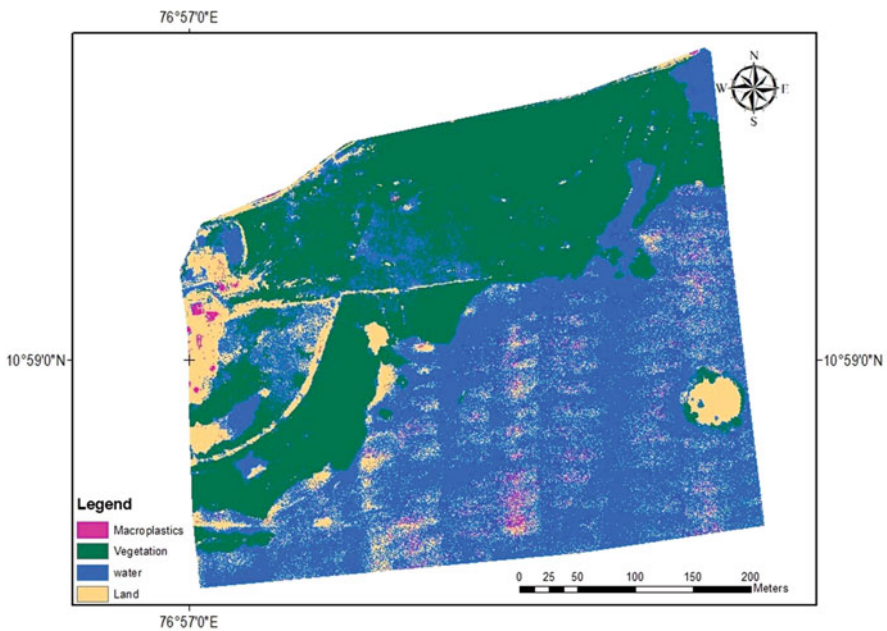 76°57'0"E
N
W E
S
10°59'0"N
10°59'0"N
Legend
Macroplastics
Vegetation
water
Land
0 25 50 100 150 200
Meters
76°57'0"E